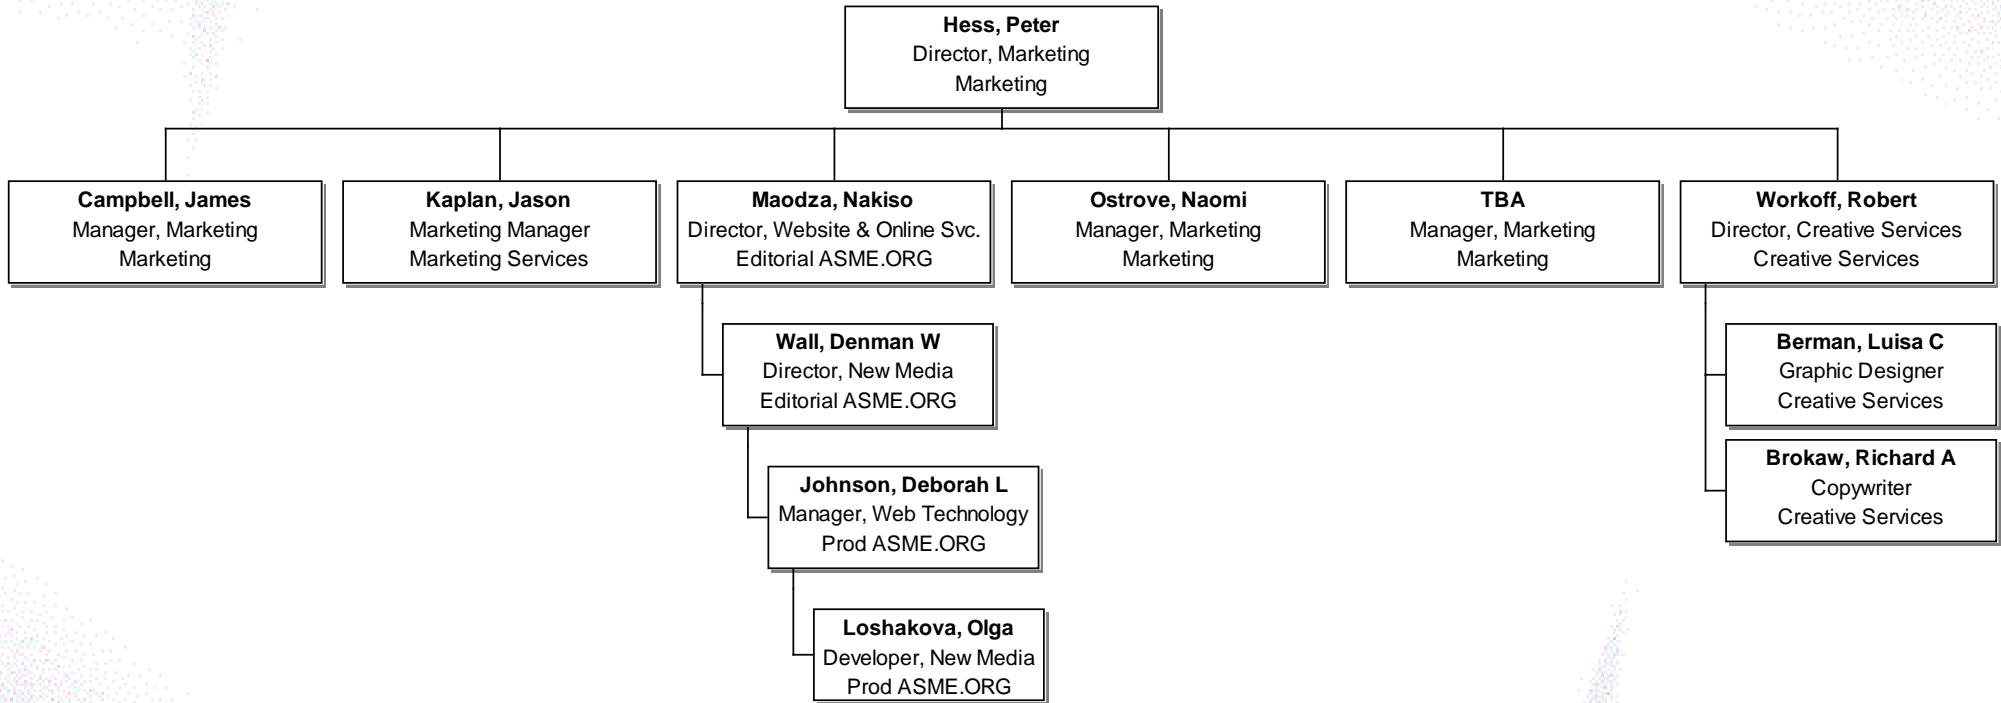 Hess, Peter
Director, Marketing
Marketing
Campbell, James
Manager, Marketing
Marketing
Kaplan, Jason
Marketing Manager
Marketing Services
Maodza, Nakiso
Director, Website & Online Svc.
Editorial ASME.ORG
Ostrove, Naomi
Manager, Marketing
Marketing
TBA
Manager, Marketing
Marketing
Workoff, Robert
Director, Creative Services
Creative Services
Wall, Denman W
Director, New Media
Editorial ASME.ORG
Johnson, Deborah L
Manager, Web Technology
Prod ASME.ORG
Loshakova, Olga
Developer, New Media
Prod ASME.ORG
Berman, Luisa C
Graphic Designer
Creative Services
Brokaw, Richard A
Copywriter
Creative Services